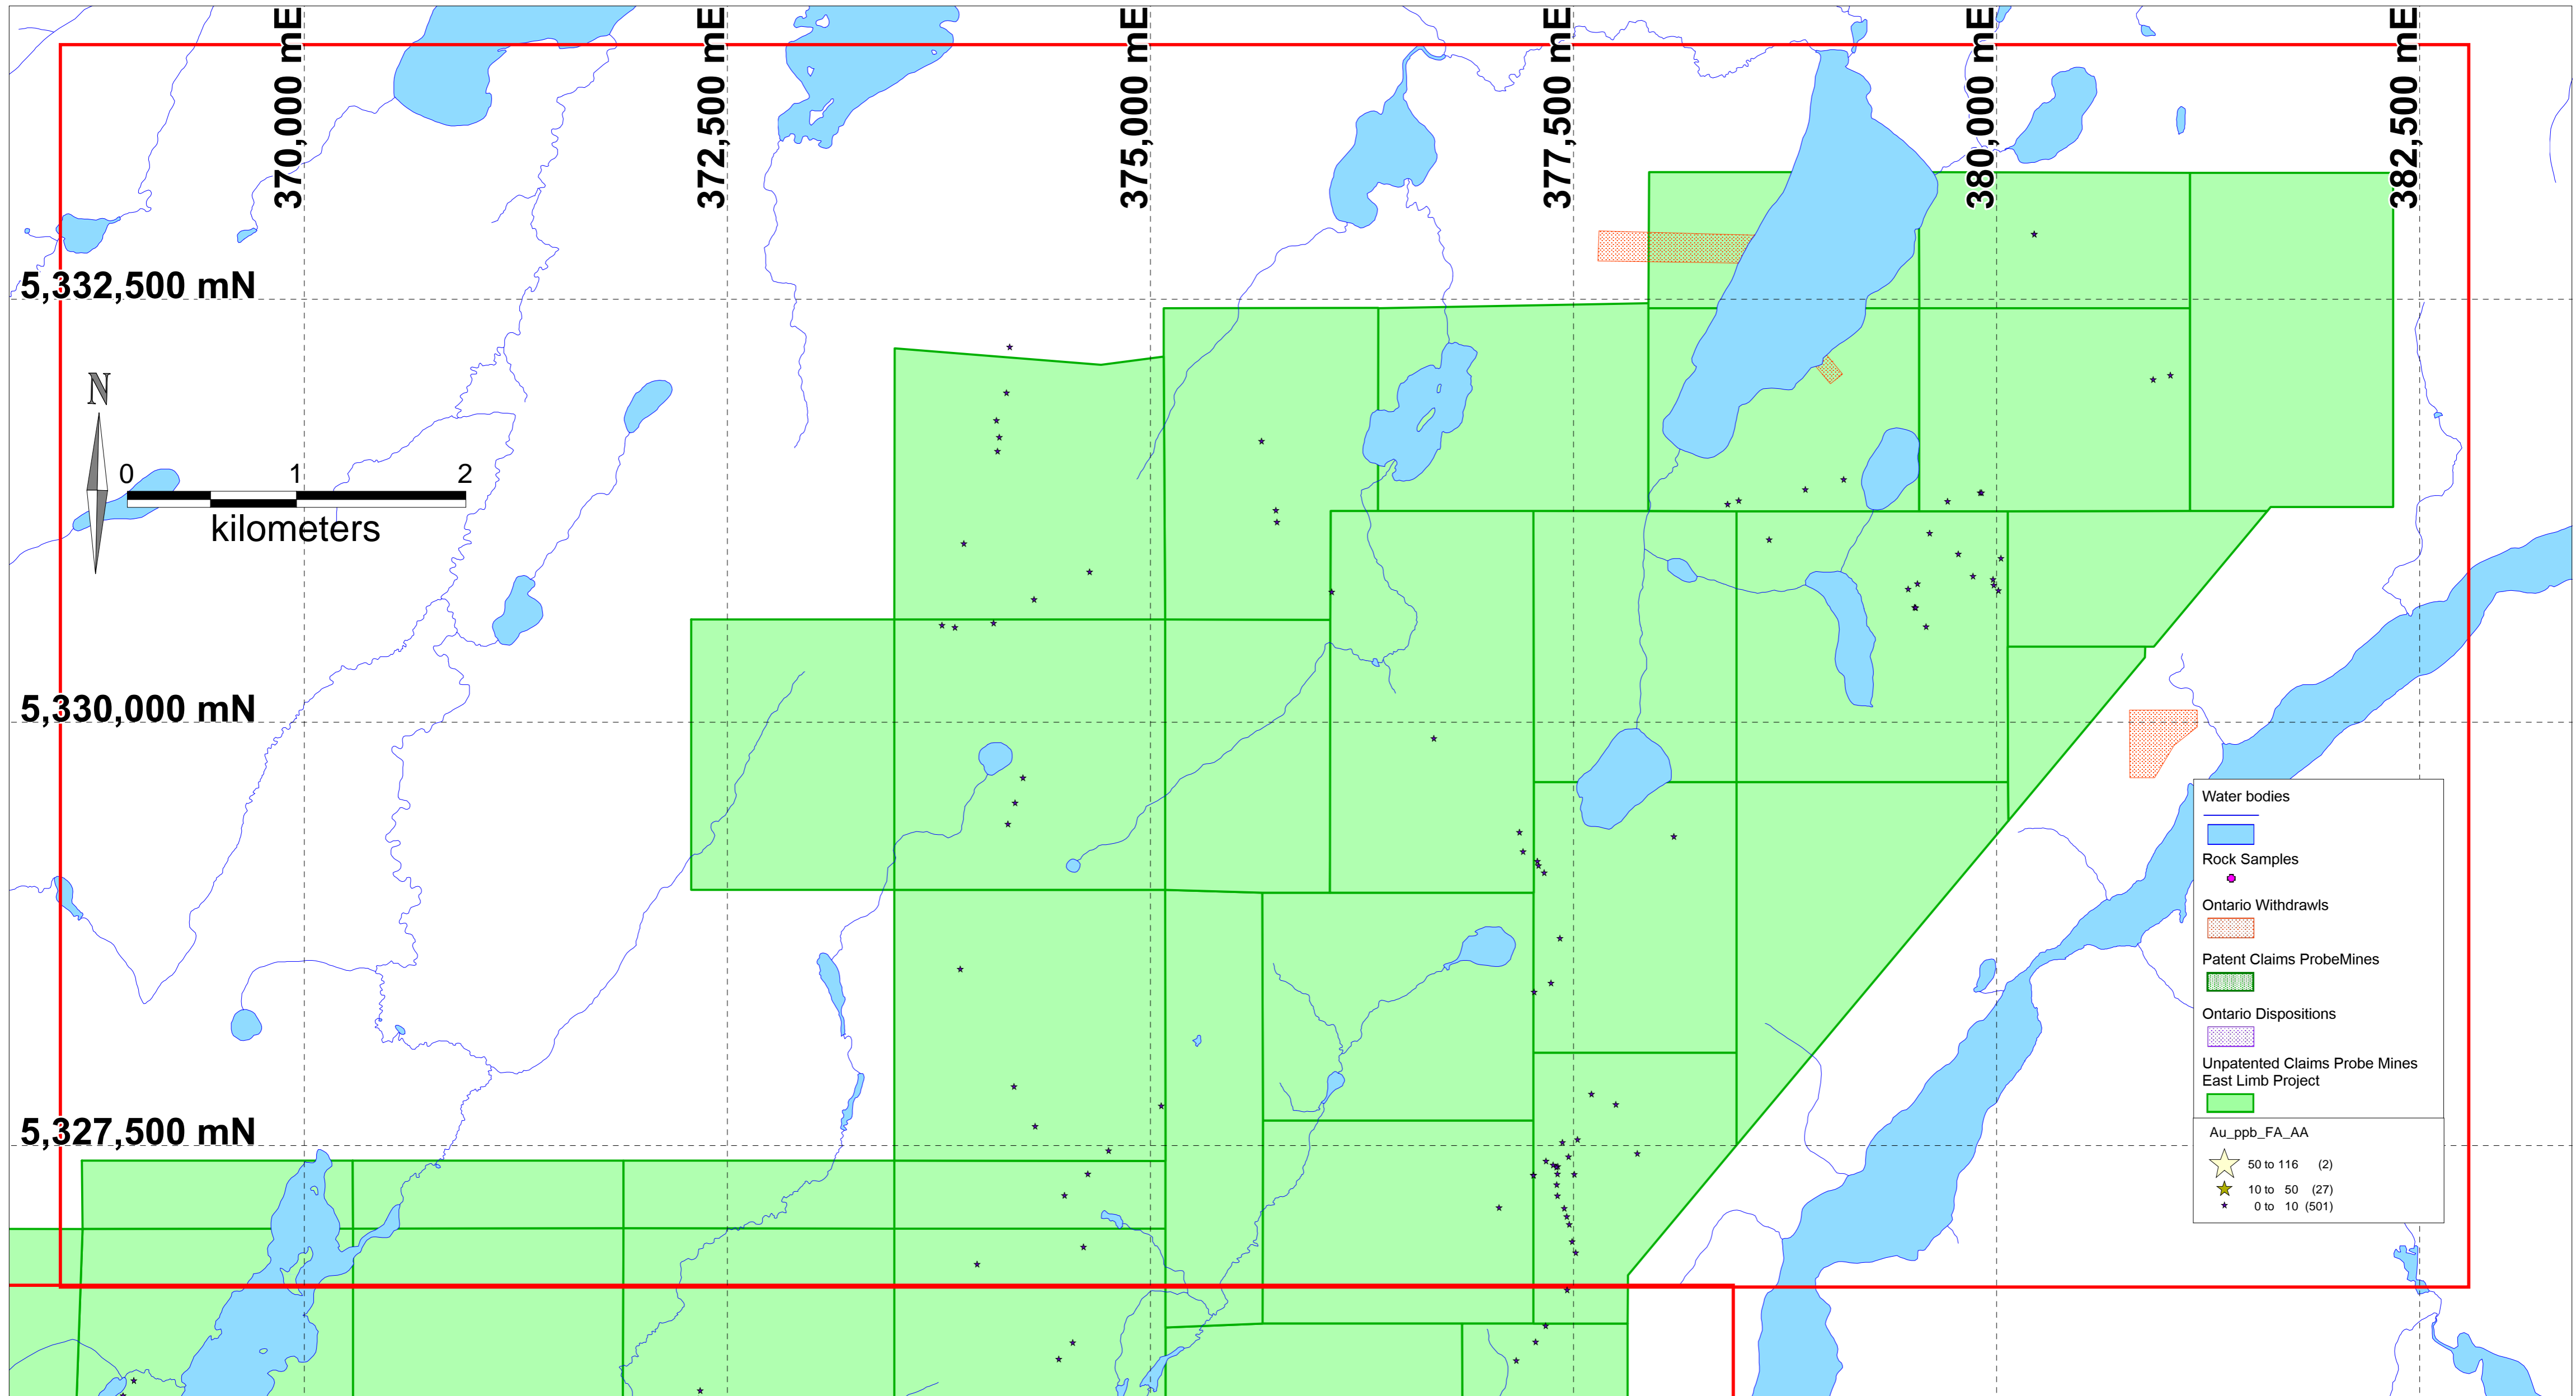 370,000 mE
372,500 mE
375,000 mE
377,500 mE
380,000 mE
382,500 mE
5,332,500 mN
N
0 1 2
kilometers
5,330,000 mN
5,327,500 mN
Water bodies
Rock Samples
Ontario Withdrawls
Patent Claims ProbeMines
Ontario Dispositions
Unpatented Claims Probe Mines
East Limb Project
Au_ppb_FA_AA
50 to 116 (2)
10 to 50 (27)
0 to 10 (501)